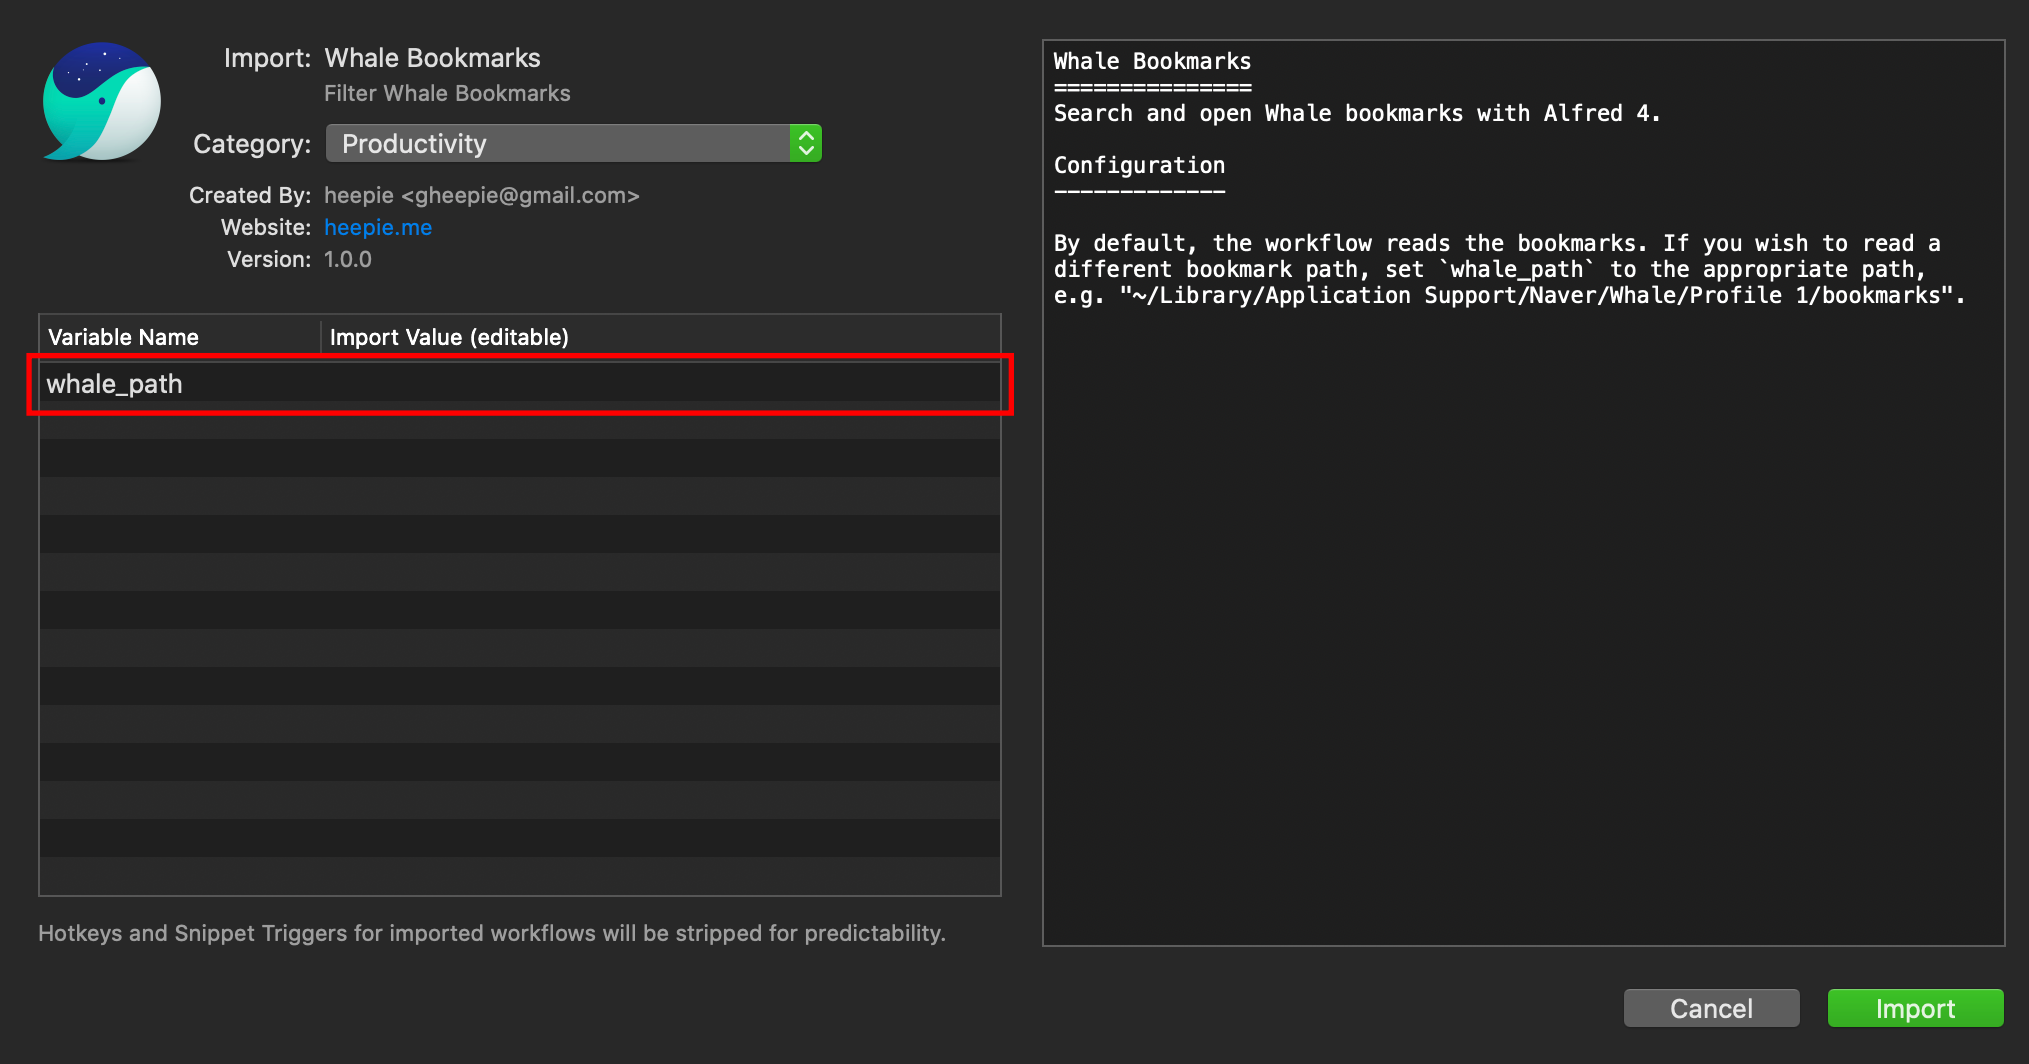 Import: Whale Bookmarks
Filter Whale Bookmarks
Category: Productivity
Created By: heepie <gheepie@gmail.com>
Website: heepie.me
Version: 1.0.0
Variable Name Import Value (editable)
whale_path
Hotkeys and Snippet Triggers for imported workflows will be stripped for predictability.
Whale Bookmarks
===============
Search and open Whale bookmarks with Alfred 4.
Configuration
-------------
By default, the workflow reads the bookmarks. If you wish to read a
different bookmark path, set `whale_path` to the appropriate path,
e.g. "~/Library/Application Support/Naver/Whale/Profile 1/bookmarks".
Cancel Import